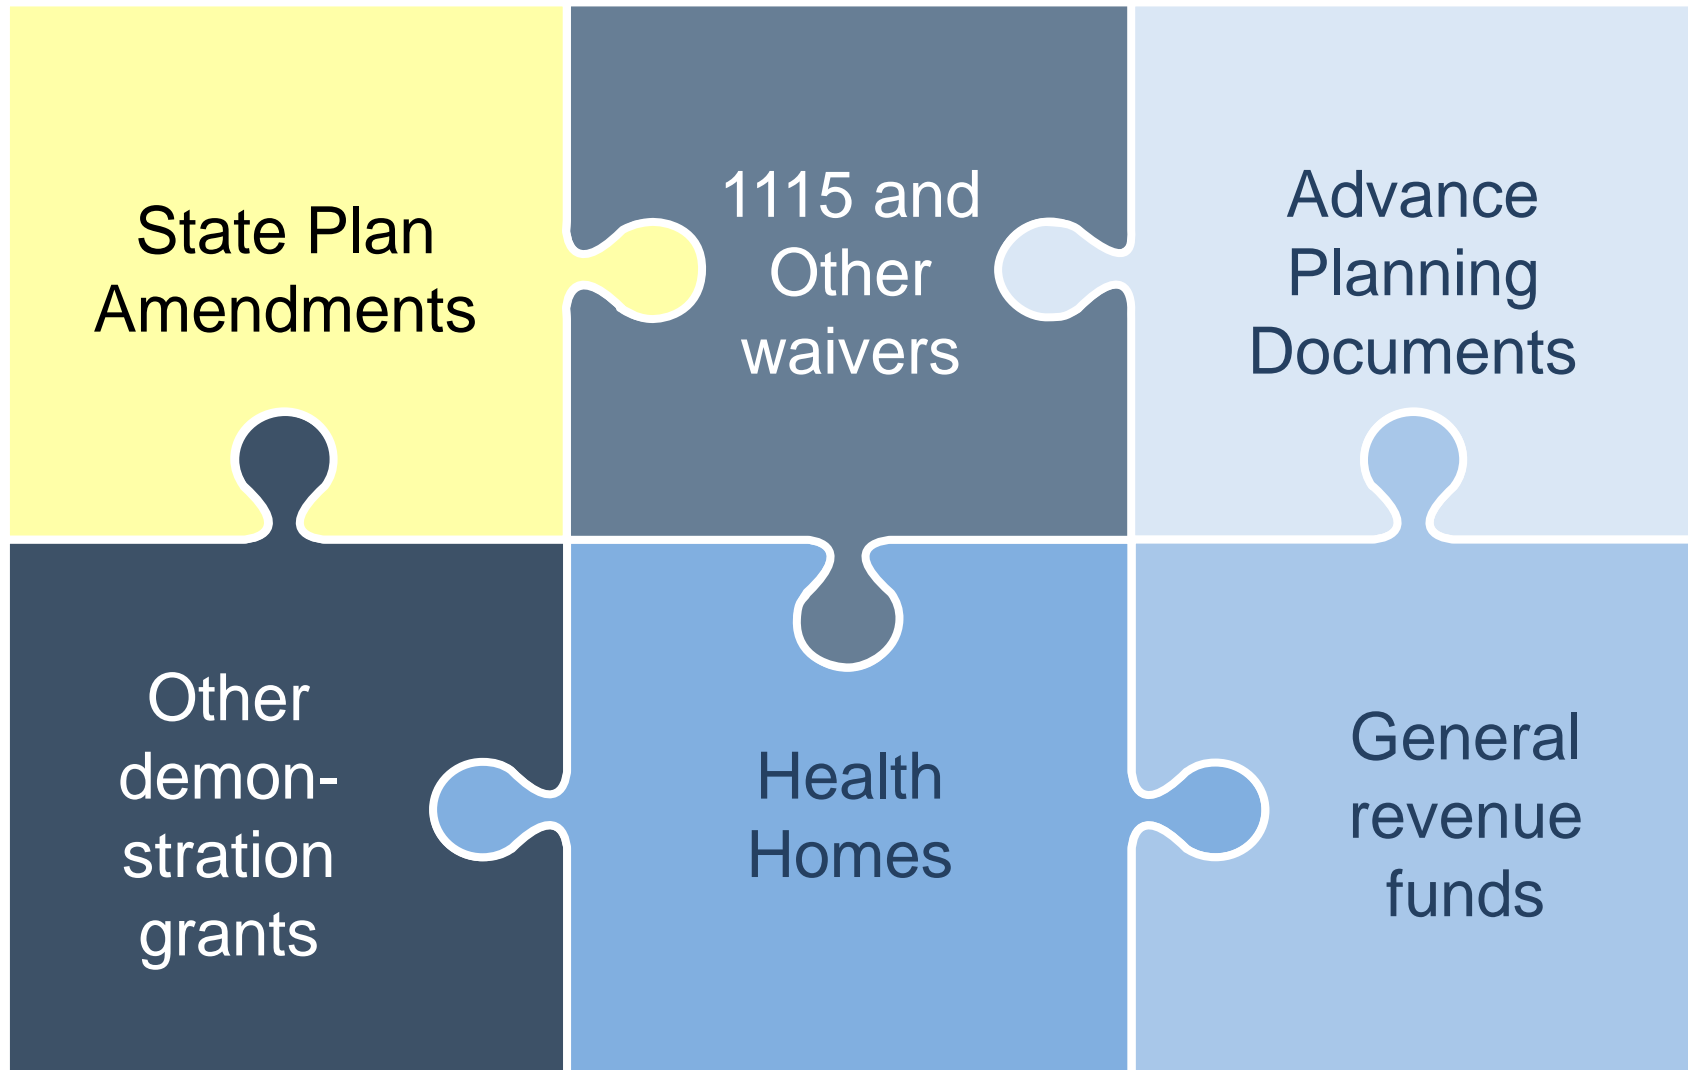 State Plan
Amendments
1115 and
Other
waivers
Advance
Planning
Documents
Other
demon-
stration
grants
Health
Homes
General
revenue
funds